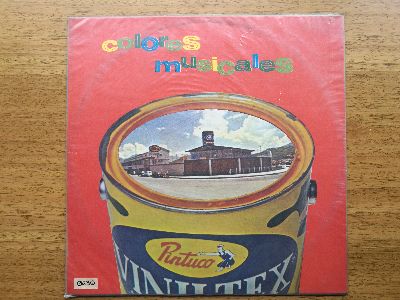 colores
musicales
Pintuco
VINILTEX